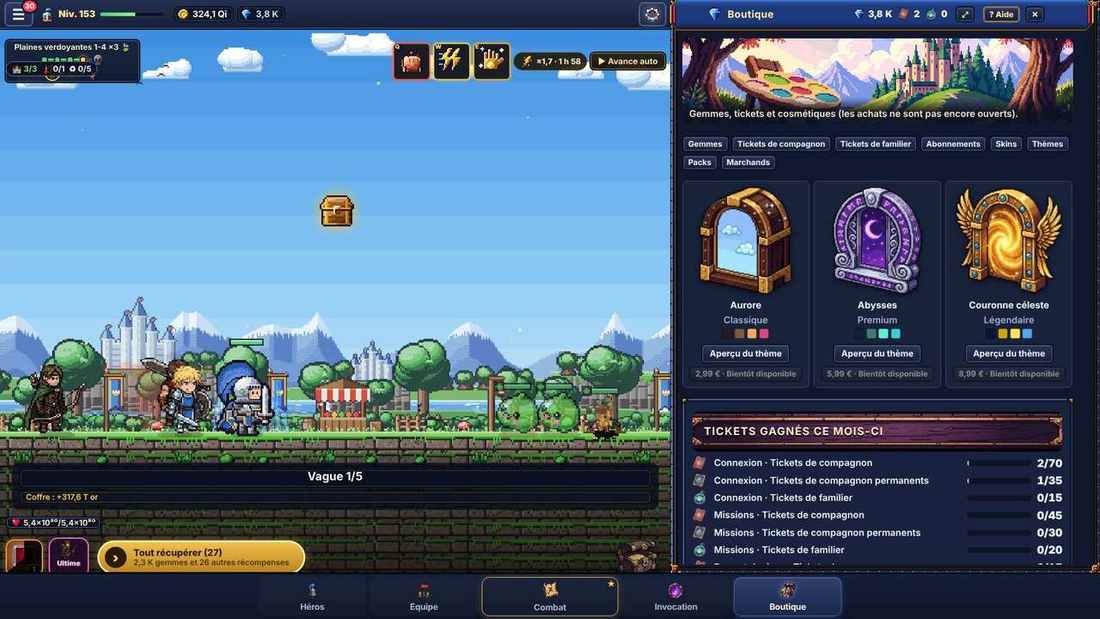 30
Niv. 153
324,1 Qi
3,8 K
Plaines verdoyantes 1-4 ×3
3/3 0/1 0/5
Q
W
E
×1,7 · 1 h 58
Avance auto
Vague 1/5
Coffre : +317,6 T or
5,4×10⁸⁰/5,4×10⁸⁰
Ultime
Tout récupérer (27)
2,3 K gemmes et 26 autres récompenses
Boutique
3,8 K 2 0
? Aide
Gemmes, tickets et cosmétiques (les achats ne sont pas encore ouverts).
Gemmes
Tickets de compagnon
Tickets de familier
Abonnements
Skins
Thèmes
Packs
Marchands
Aurore
Classique
Aperçu du thème
2,99 € · Bientôt disponible
Abysses
Premium
Aperçu du thème
5,99 € · Bientôt disponible
Couronne céleste
Légendaire
Aperçu du thème
8,99 € · Bientôt disponible
TICKETS GAGNÉS CE MOIS-CI
Connexion · Tickets de compagnon 2/70
Connexion · Tickets de compagnon permanents 1/35
Connexion · Tickets de familier 0/15
Missions · Tickets de compagnon 0/45
Missions · Tickets de compagnon permanents 0/30
Missions · Tickets de familier 0/20
Héros
Équipe
Combat
Invocation
Boutique